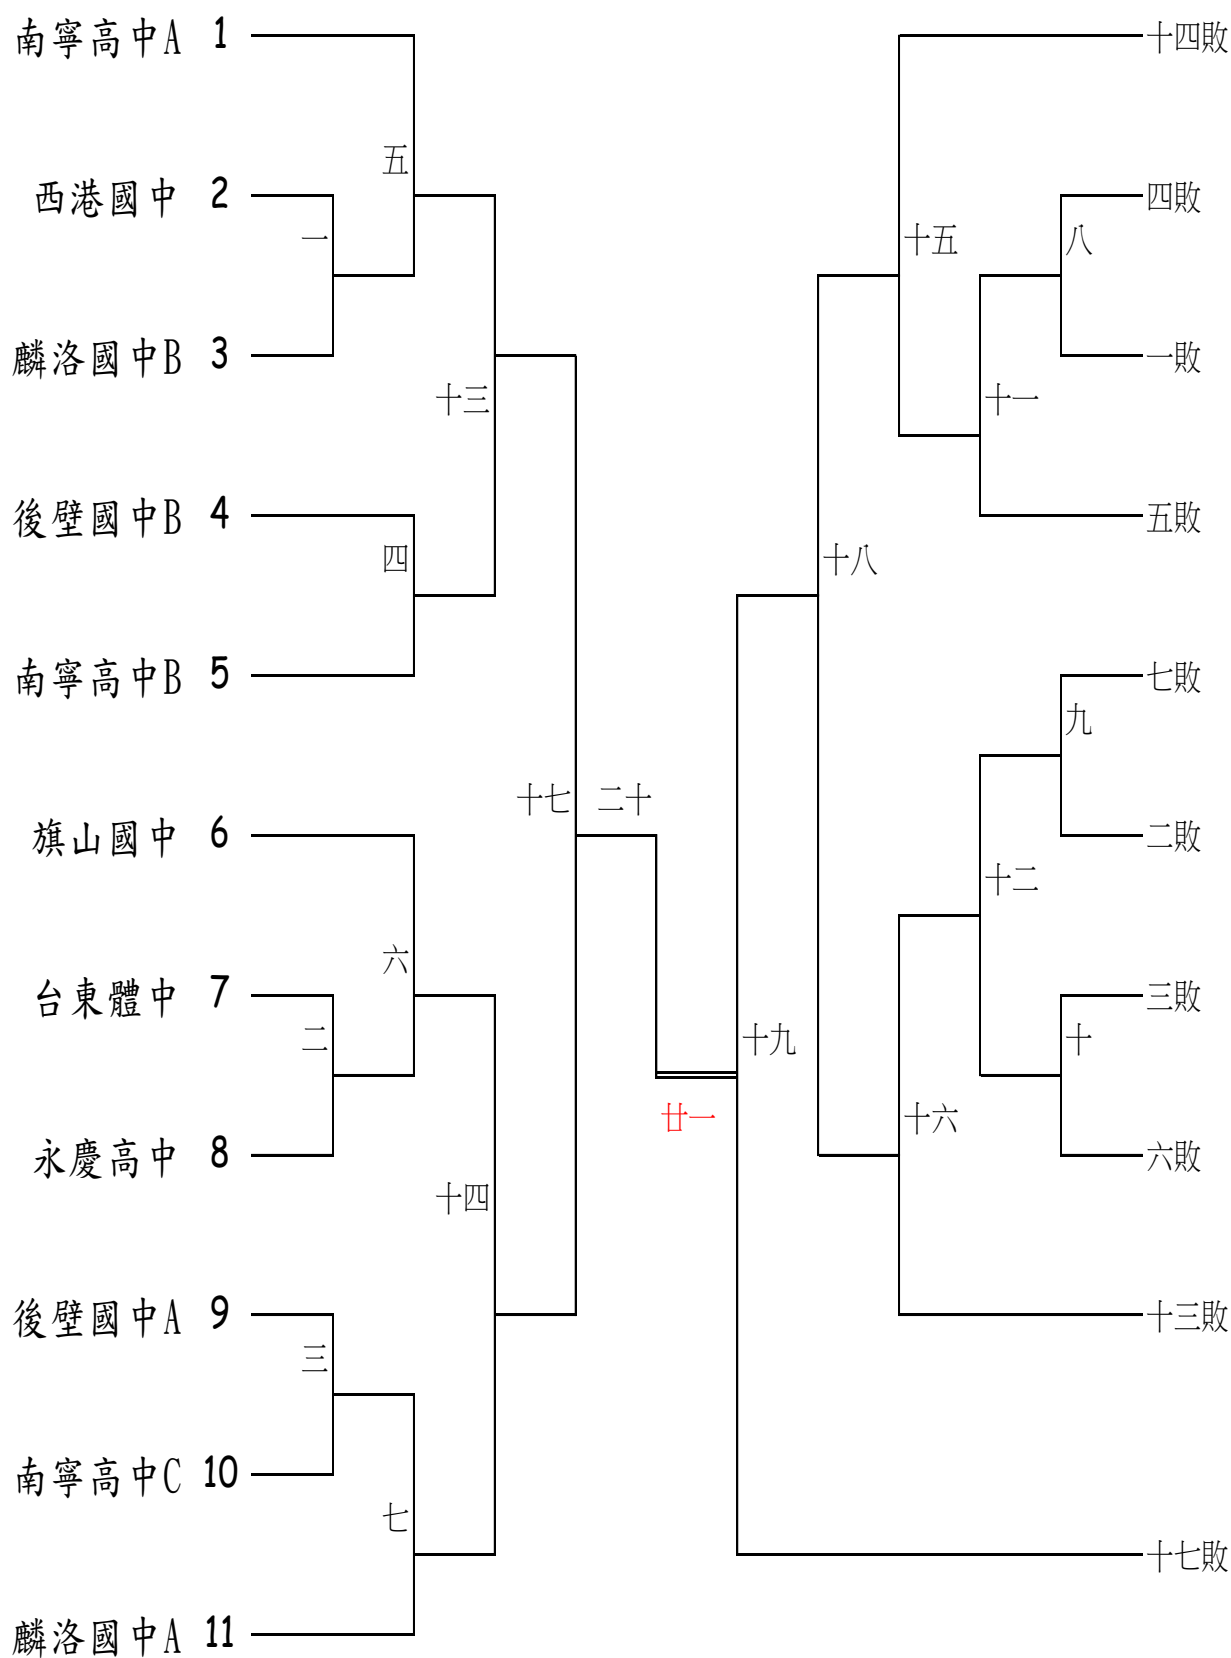 南寧高中A 1
十四敗
五
西港國中 2
四敗
一
十五
八
麟洛國中B 3
一敗
十三
十一
後壁國中B 4
五敗
四
十八
南寧高中B 5
七敗
九
十七 二十
旗山國中 6
二敗
十二
六
台東體中 7
三敗
二
十九
十
廿一
十六
永慶高中 8
六敗
十四
後壁國中A 9
十三敗
三
南寧高中C 10
七
十七敗
麟洛國中A 11